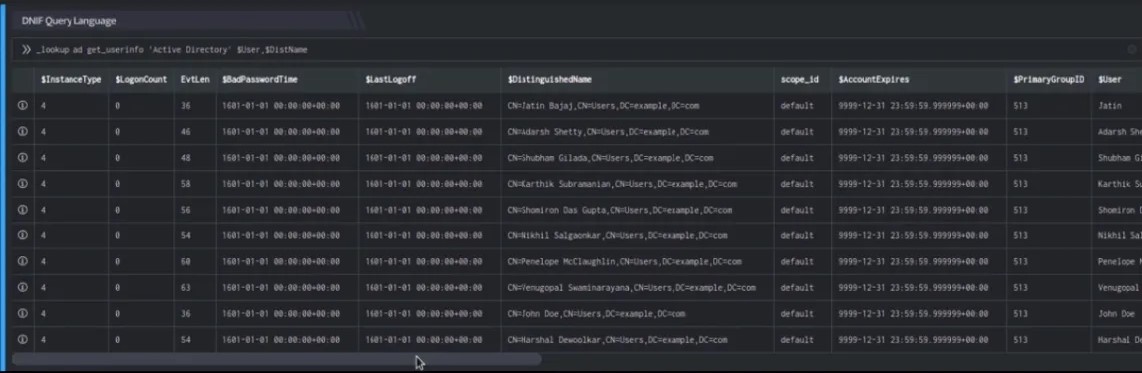 DNIF Query Language
_lookup ad get_userinfo 'Active Directory' $User,$DistName
$InstanceType $LogonCount EvtLen $BadPasswordTime $LastLogoff $DistinguishedName scope_id $AccountExpires $PrimaryGroupID $User
4 0 36 1601-01-01 00:00:00+00:00 1601-01-01 00:00:00+00:00 CN=Jatin Bajaj,CN=Users,DC=example,DC=com default 9999-12-31 23:59:59.999999+00:00 513 Jatin
4 0 46 1601-01-01 00:00:00+00:00 1601-01-01 00:00:00+00:00 CN=Adarsh Shetty,CN=Users,DC=example,DC=com default 9999-12-31 23:59:59.999999+00:00 513 Adarsh She
4 0 48 1601-01-01 00:00:00+00:00 1601-01-01 00:00:00+00:00 CN=Shubham Gilada,CN=Users,DC=example,DC=com default 9999-12-31 23:59:59.999999+00:00 513 Shubham Gi
4 0 58 1601-01-01 00:00:00+00:00 1601-01-01 00:00:00+00:00 CN=Karthik Subramanian,CN=Users,DC=example,DC=com default 9999-12-31 23:59:59.999999+00:00 513 Karthik Su
4 0 56 1601-01-01 00:00:00+00:00 1601-01-01 00:00:00+00:00 CN=Shomiron Das Gupta,CN=Users,DC=example,DC=com default 9999-12-31 23:59:59.999999+00:00 513 Shomiron D
4 0 54 1601-01-01 00:00:00+00:00 1601-01-01 00:00:00+00:00 CN=Nikhil Salgaonkar,CN=Users,DC=example,DC=com default 9999-12-31 23:59:59.999999+00:00 513 Nikhil Sal
4 0 60 1601-01-01 00:00:00+00:00 1601-01-01 00:00:00+00:00 CN=Penelope McClaughlin,CN=Users,DC=example,DC=com default 9999-12-31 23:59:59.999999+00:00 513 Penelope M
4 0 63 1601-01-01 00:00:00+00:00 1601-01-01 00:00:00+00:00 CN=Venugopal Swaminarayana,CN=Users,DC=example,DC=com default 9999-12-31 23:59:59.999999+00:00 513 Venugopal
4 0 36 1601-01-01 00:00:00+00:00 1601-01-01 00:00:00+00:00 CN=John Doe,CN=Users,DC=example,DC=com default 9999-12-31 23:59:59.999999+00:00 513 John Doe
4 0 54 1601-01-01 00:00:00+00:00 1601-01-01 00:00:00+00:00 CN=Harshal Dewoolkar,CN=Users,DC=example,DC=com default 9999-12-31 23:59:59.999999+00:00 513 Harshal De